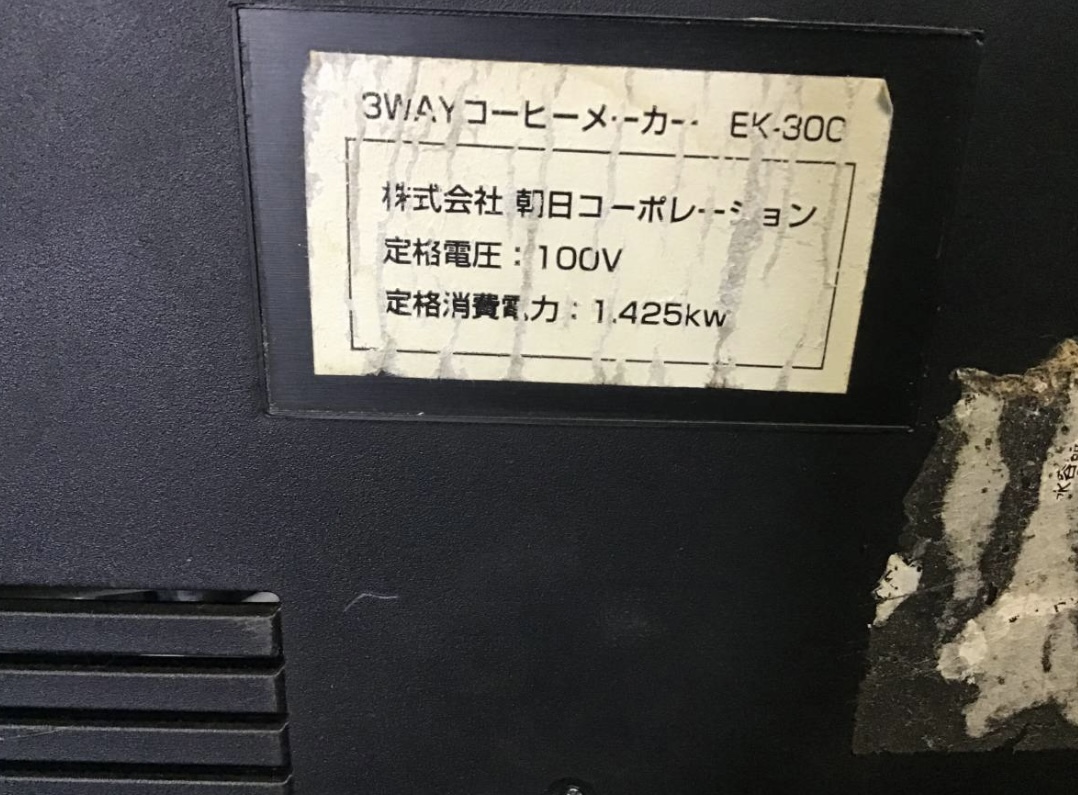 3WAYコーヒーメーカー EK-300
株式会社 朝日コーポレーション
定格電圧：100V
定格消費電力：1.425kw